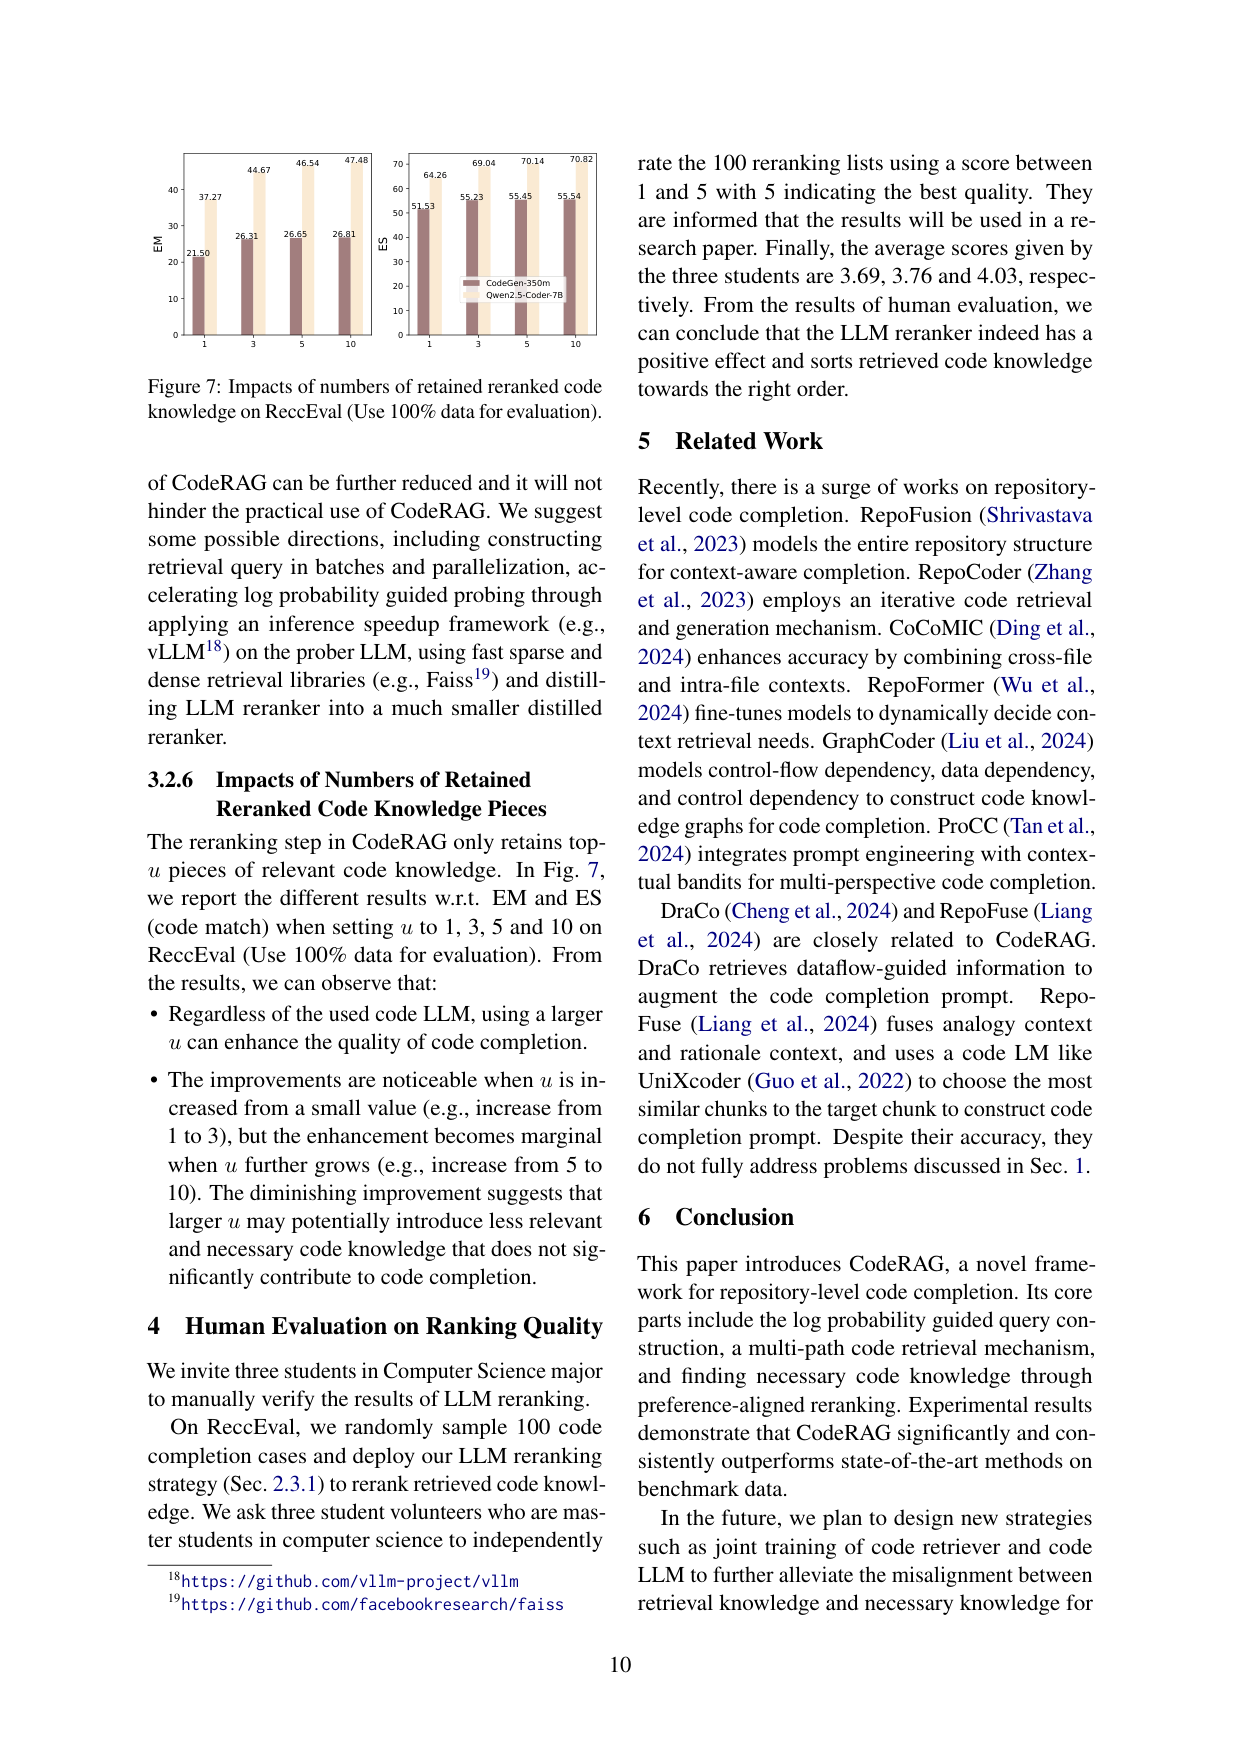 47.48
46.54
44.67
40
37.27
30
26.31
26.65
26.81
21.50
20
10
0
EM
1
3
5
10
70
69.04
70.14
70.82
64.26
60
55.23
55.45
55.54
51.53
50
40
30
20
10
0
ES
CodeGen-350m
Qwen2.5-Coder-7B
1
3
5
10
Figure 7: Impacts of numbers of retained reranked code
knowledge on ReccEval (Use 100% data for evaluation).
of CodeRAG can be further reduced and it will not
hinder the practical use of CodeRAG. We suggest
some possible directions, including constructing
retrieval query in batches and parallelization, ac-
celerating log probability guided probing through
applying an inference speedup framework (e.g.,
vLLM18) on the prober LLM, using fast sparse and
dense retrieval libraries (e.g., Faiss19) and distill-
ing LLM reranker into a much smaller distilled
reranker.
3.2.6 Impacts of Numbers of Retained
Reranked Code Knowledge Pieces
The reranking step in CodeRAG only retains top-
u pieces of relevant code knowledge. In Fig. 7,
we report the different results w.r.t. EM and ES
(code match) when setting u to 1, 3, 5 and 10 on
ReccEval (Use 100% data for evaluation). From
the results, we can observe that:
• Regardless of the used code LLM, using a larger
u can enhance the quality of code completion.
• The improvements are noticeable when u is in-
creased from a small value (e.g., increase from
1 to 3), but the enhancement becomes marginal
when u further grows (e.g., increase from 5 to
10). The diminishing improvement suggests that
larger u may potentially introduce less relevant
and necessary code knowledge that does not sig-
nificantly contribute to code completion.
4 Human Evaluation on Ranking Quality
We invite three students in Computer Science major
to manually verify the results of LLM reranking.
On ReccEval, we randomly sample 100 code
completion cases and deploy our LLM reranking
strategy (Sec. 2.3.1) to rerank retrieved code knowl-
edge. We ask three student volunteers who are mas-
ter students in computer science to independently
18https://github.com/vllm-project/vllm
19https://github.com/facebookresearch/faiss
rate the 100 reranking lists using a score between
1 and 5 with 5 indicating the best quality. They
are informed that the results will be used in a re-
search paper. Finally, the average scores given by
the three students are 3.69, 3.76 and 4.03, respec-
tively. From the results of human evaluation, we
can conclude that the LLM reranker indeed has a
positive effect and sorts retrieved code knowledge
towards the right order.
5 Related Work
Recently, there is a surge of works on repository-
level code completion. RepoFusion (Shrivastava
et al., 2023) models the entire repository structure
for context-aware completion. RepoCoder (Zhang
et al., 2023) employs an iterative code retrieval
and generation mechanism. CoCoMIC (Ding et al.,
2024) enhances accuracy by combining cross-file
and intra-file contexts. RepoFormer (Wu et al.,
2024) fine-tunes models to dynamically decide con-
text retrieval needs. GraphCoder (Liu et al., 2024)
models control-flow dependency, data dependency,
and control dependency to construct code knowl-
edge graphs for code completion. ProCC (Tan et al.,
2024) integrates prompt engineering with contex-
tual bandits for multi-perspective code completion.
DraCo (Cheng et al., 2024) and RepoFuse (Liang
et al., 2024) are closely related to CodeRAG.
DraCo retrieves dataflow-guided information to
augment the code completion prompt. Repo-
Fuse (Liang et al., 2024) fuses analogy context
and rationale context, and uses a code LM like
UniXcoder (Guo et al., 2022) to choose the most
similar chunks to the target chunk to construct code
completion prompt. Despite their accuracy, they
do not fully address problems discussed in Sec. 1.
6 Conclusion
This paper introduces CodeRAG, a novel frame-
work for repository-level code completion. Its core
parts include the log probability guided query con-
struction, a multi-path code retrieval mechanism,
and finding necessary code knowledge through
preference-aligned reranking. Experimental results
demonstrate that CodeRAG significantly and con-
sistently outperforms state-of-the-art methods on
benchmark data.
In the future, we plan to design new strategies
such as joint training of code retriever and code
LLM to further alleviate the misalignment between
retrieval knowledge and necessary knowledge for
10